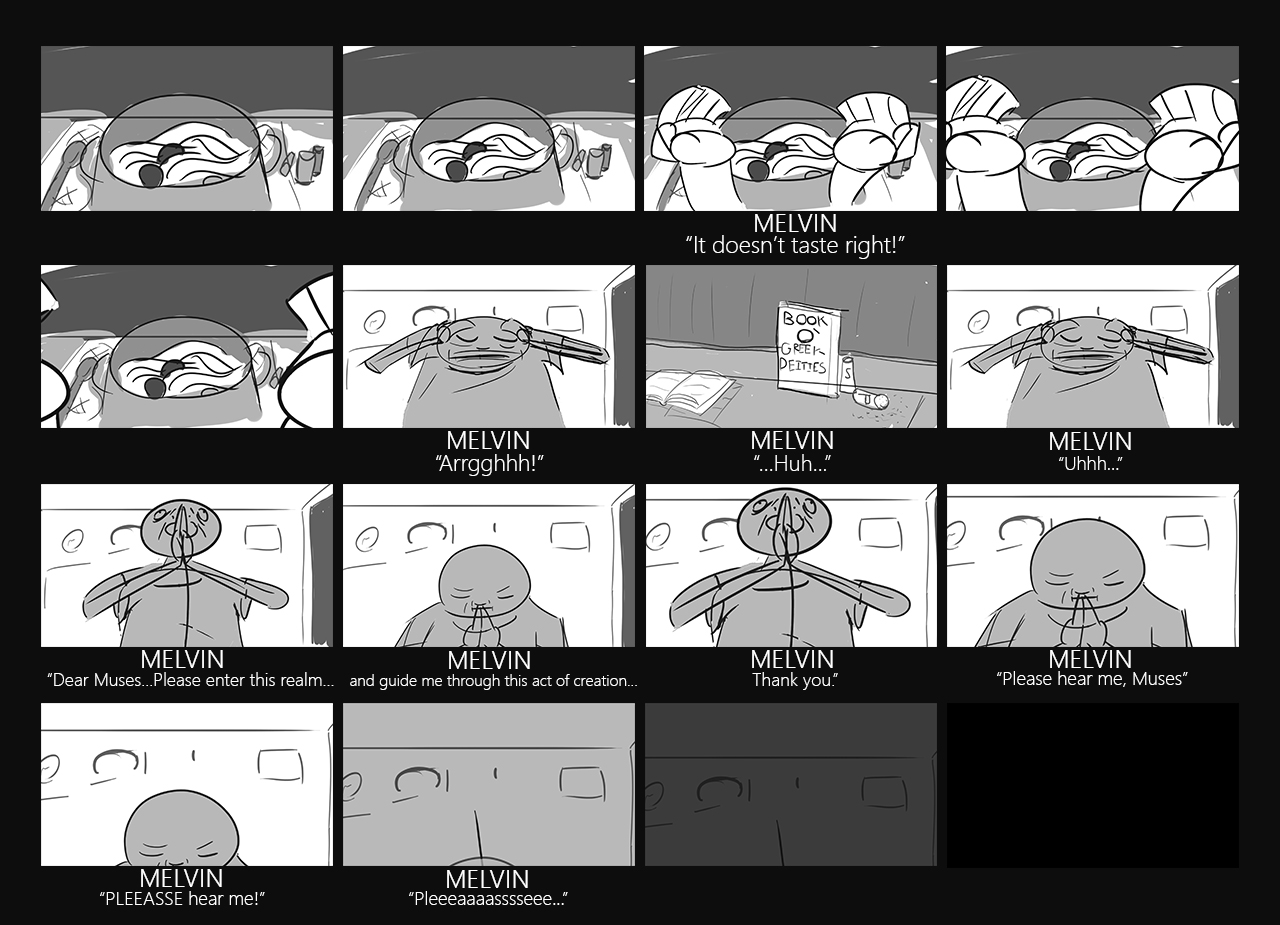 MELVIN
“It doesn’t taste right!”
BOOK
O'
GREEK
DEITIES
S
MELVIN
“Arrgghhh!”
MELVIN
“...Huh...”
MELVIN
“Uhhh...”
MELVIN
“Dear Muses...Please enter this realm...
MELVIN
and guide me through this act of creation...
MELVIN
Thank you.”
MELVIN
“Please hear me, Muses”
MELVIN
“PLEEASSE hear me!”
MELVIN
“Pleeeaaaasssseee...”